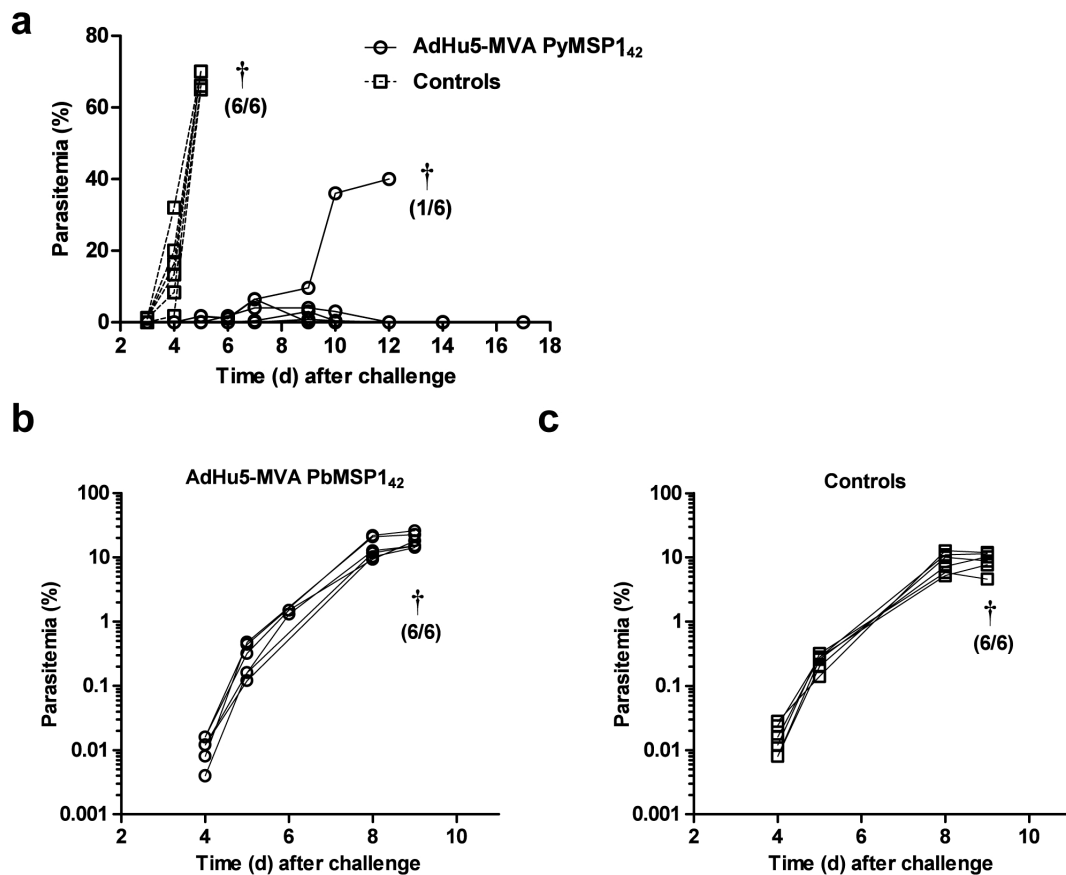 a
80
60
40
20
0
Parasitemia (%)
AdHu5-MVA PyMSP1₄₂
Controls
†
(6/6)
†
(1/6)
2 4 6 8 10 12 14 16 18
Time (d) after challenge
b
AdHu5-MVA PbMSP1₄₂
100
10
1
0.1
0.01
0.001
Parasitemia (%)
†
(6/6)
2 4 6 8 10
Time (d) after challenge
c
Controls
100
10
1
0.1
0.01
0.001
Parasitemia (%)
†
(6/6)
2 4 6 8 10
Time (d) after challenge